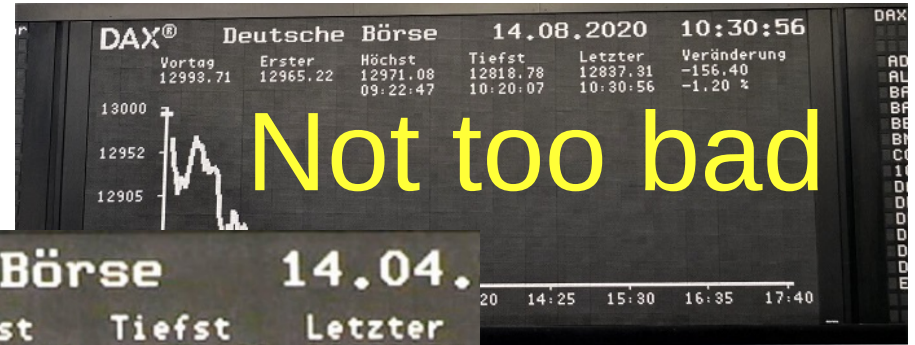 DAX® Deutsche Börse 14.08.2020 10:30:56
Vortag Erster Höchst Tiefst Letzter Veränderung
12993.71 12965.22 12971.08 12818.78 12837.31 -156.40
09:22:47 10:20:07 10:30:56 -1.20 %
13000
Not too bad
12952
12905
Börse 14.04.
Tiefst Letzter
14:25 15:30 16:35 17:40
DAX